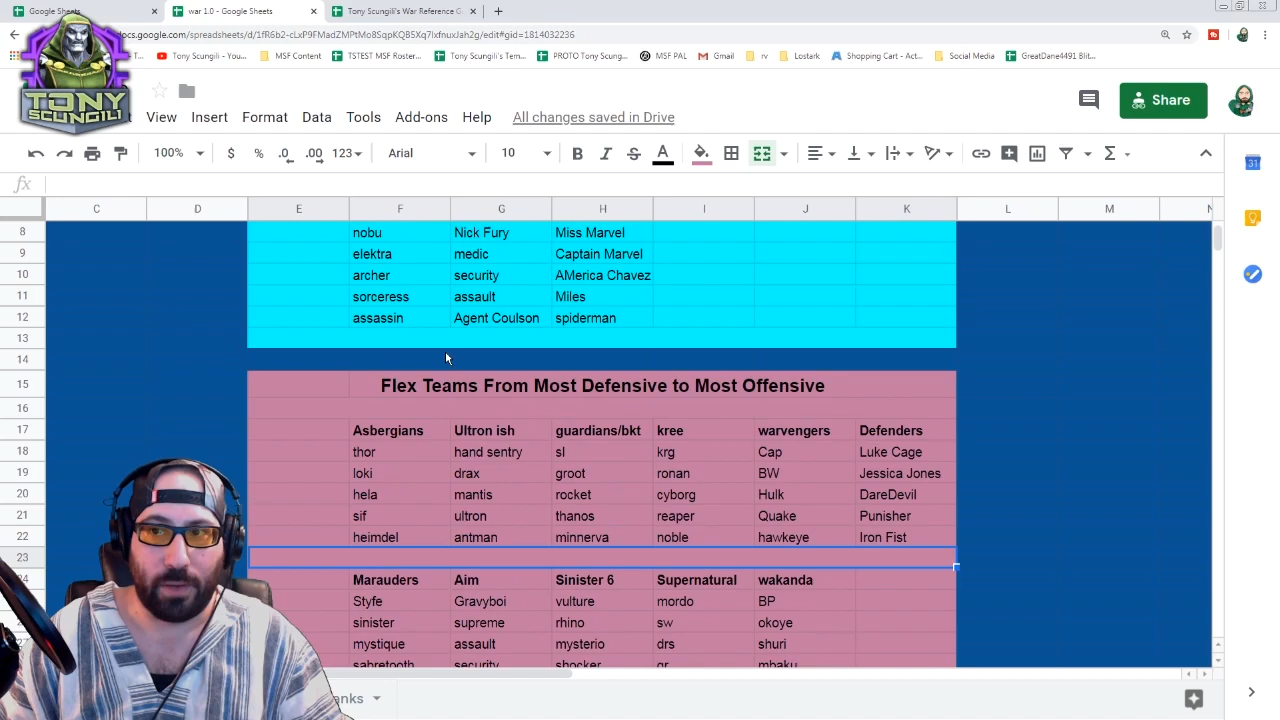 Google Sheets
war 1.0 - Google Sheets
Tony Scungili's War Reference G
docs.google.com/spreadsheets/d/1fR6b2-cLxP9FMadZMPtMo8SqpKQB5Xq7lxfnuxJah2g/edit#gid=1814032226
Tony Scungili - You...
MSF Content
TSTEST MSF Roster...
Tony Scungili's Tem...
PROTO Tony Scung...
MSF PAL
Gmail
rv
Lostark
Shopping Cart - Act...
Social Media
GreatDane4491 Blit...
TONY
SCUNGILI
View Insert Format Data Tools Add-ons Help All changes saved in Drive
Share
100% $ % .0 .00 123 Arial 10 B I S A Σ
fx
31
C D E F G H I J K L M N
8 nobu Nick Fury Miss Marvel
9 elektra medic Captain Marvel
10 archer security AMerica Chavez
11 sorceress assault Miles
12 assassin Agent Coulson spiderman
13
14
15 Flex Teams From Most Defensive to Most Offensive
16
17 Asbergians Ultron ish guardians/bkt kree warvengers Defenders
18 thor hand sentry sl krg Cap Luke Cage
19 loki drax groot ronan BW Jessica Jones
20 hela mantis rocket cyborg Hulk DareDevil
21 sif ultron thanos reaper Quake Punisher
22 heimdel antman minnerva noble hawkeye Iron Fist
23
24 Marauders Aim Sinister 6 Supernatural wakanda
Styfe Gravyboi vulture mordo BP
sinister supreme rhino sw okoye
mystique assault mysterio drs shuri
sabretooth security shocker gr mbaku